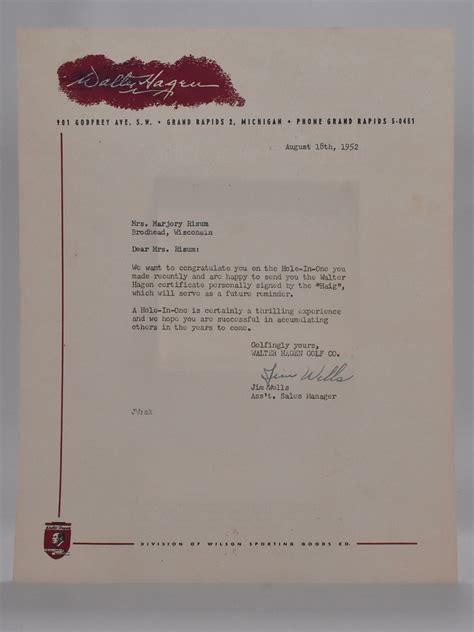 Walter Hagen
901 GODFREY AVE. S.W. • GRAND RAPIDS 2, MICHIGAN • PHONE GRAND RAPIDS 5-0451
August 18th, 1952
Mrs. Marjory Risum
Brodhead, Wisconsin
Dear Mrs. Risum:
We want to congratulate you on the Hole-In-One you
made recently and are happy to send you the Walter
Hagen certificate personally signed by the "Haig",
which will serve as a future reminder.
A Hole-In-One is certainly a thrilling experience
and we hope you are successful in accumulating
others in the years to come.
Golfingly yours,
WALTER HAGEN GOLF CO.
Jim Wells
Jim Wells
Ass't. Sales Manager
JW:ak
DIVISION OF WILSON SPORTING GOODS CO.